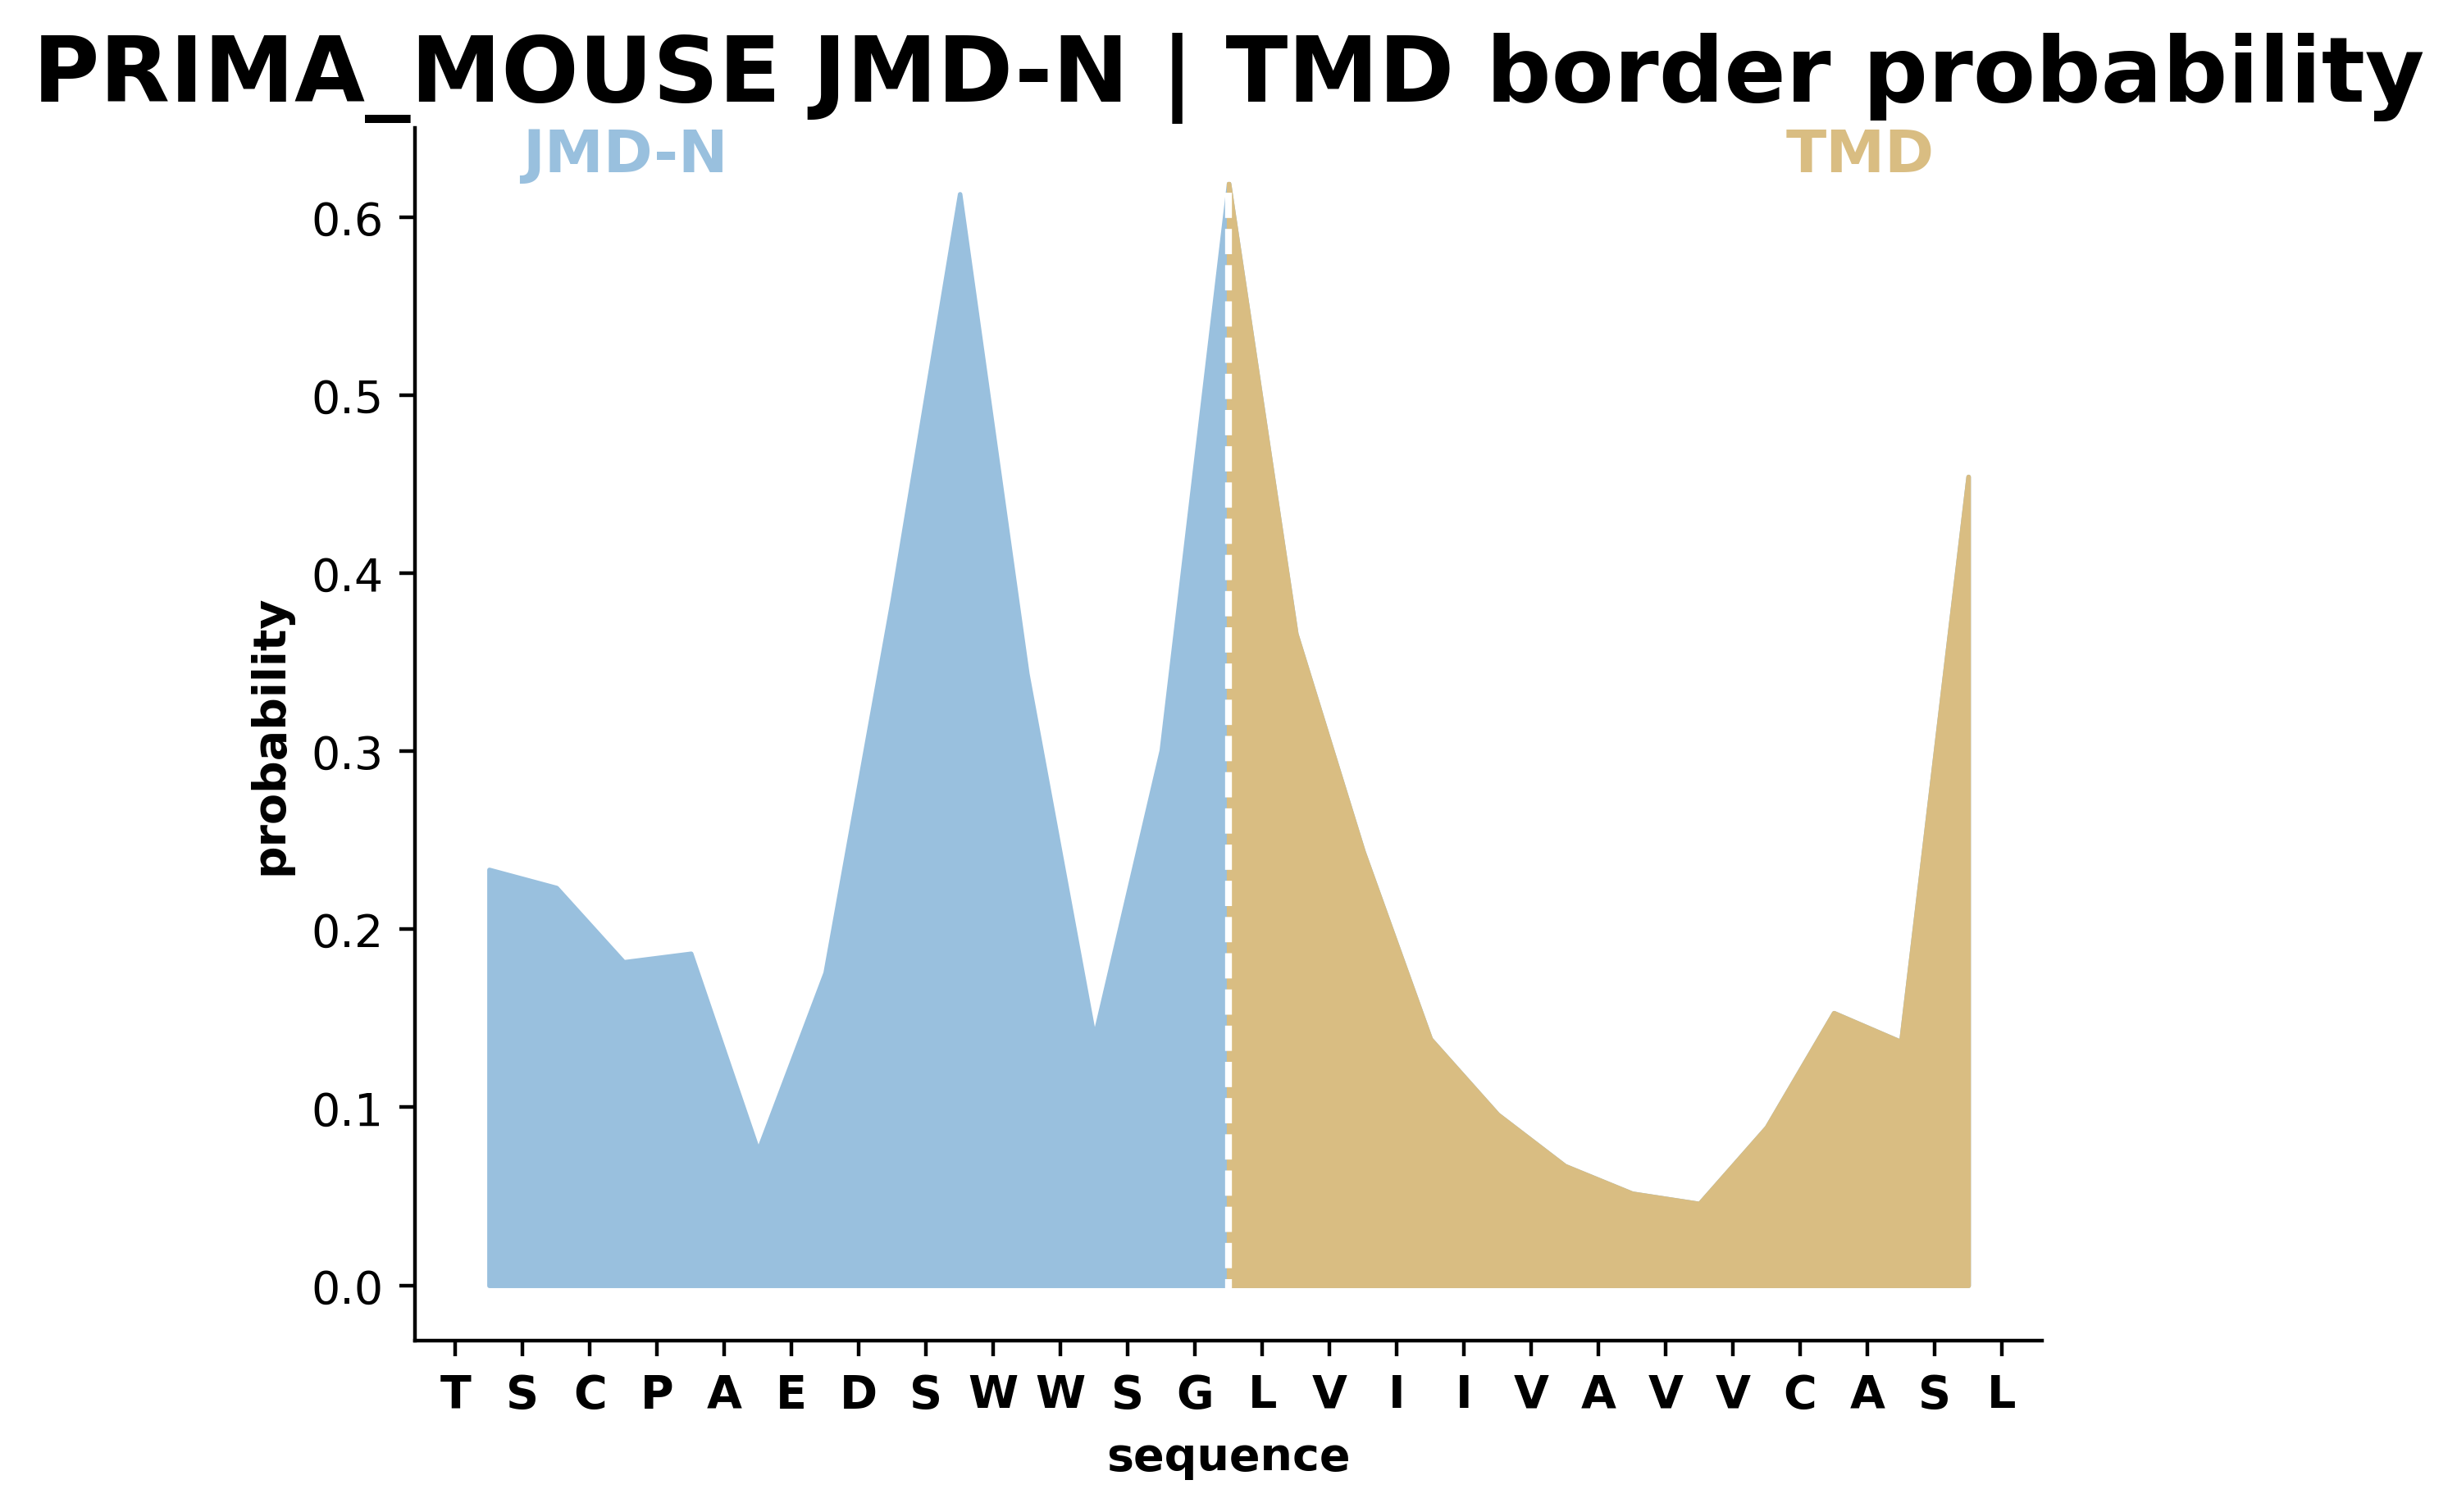 PRIMA_MOUSE JMD-N | TMD border probability
JMD-N TMD
0.6
0.5
0.4
0.3
0.2
0.1
0.0
probability
T S C P A E D S W W S G L V I I V A V V C A S L
sequence